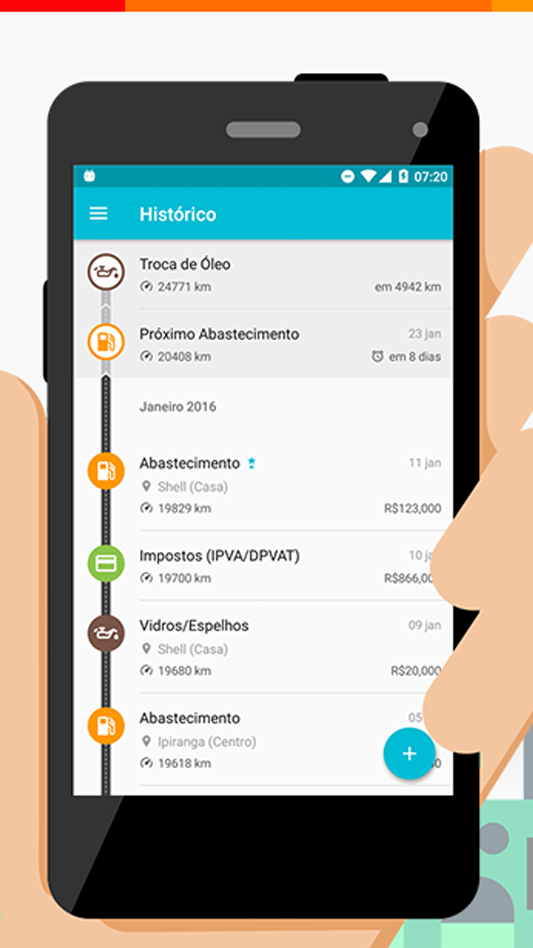 07:20
Histórico
Troca de Óleo
24771 km em 4942 km
Próximo Abastecimento 23 jan
20408 km em 8 dias
Janeiro 2016
Abastecimento 11 jan
Shell (Casa)
19829 km R$123,000
Impostos (IPVA/DPVAT) 10
19700 km R$866,00
Vidros/Espelhos 09 jan
Shell (Casa)
19680 km R$20,000
Abastecimento 05
Ipiranga (Centro)
+
19618 km